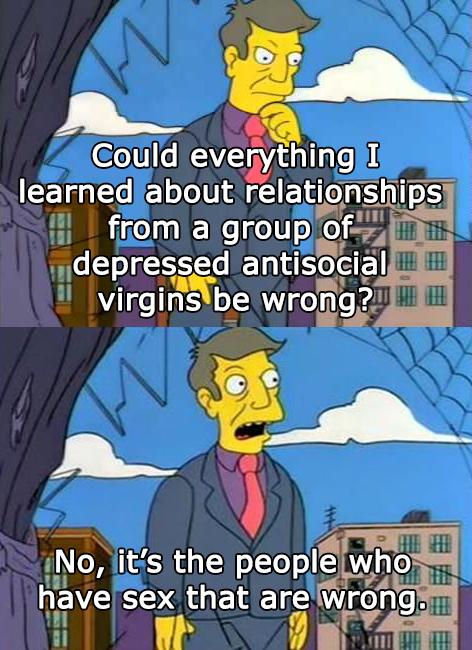 Could everything I
learned about relationships
from a group of
depressed antisocial
virgins be wrong?
No, it’s the people who
have sex that are wrong.